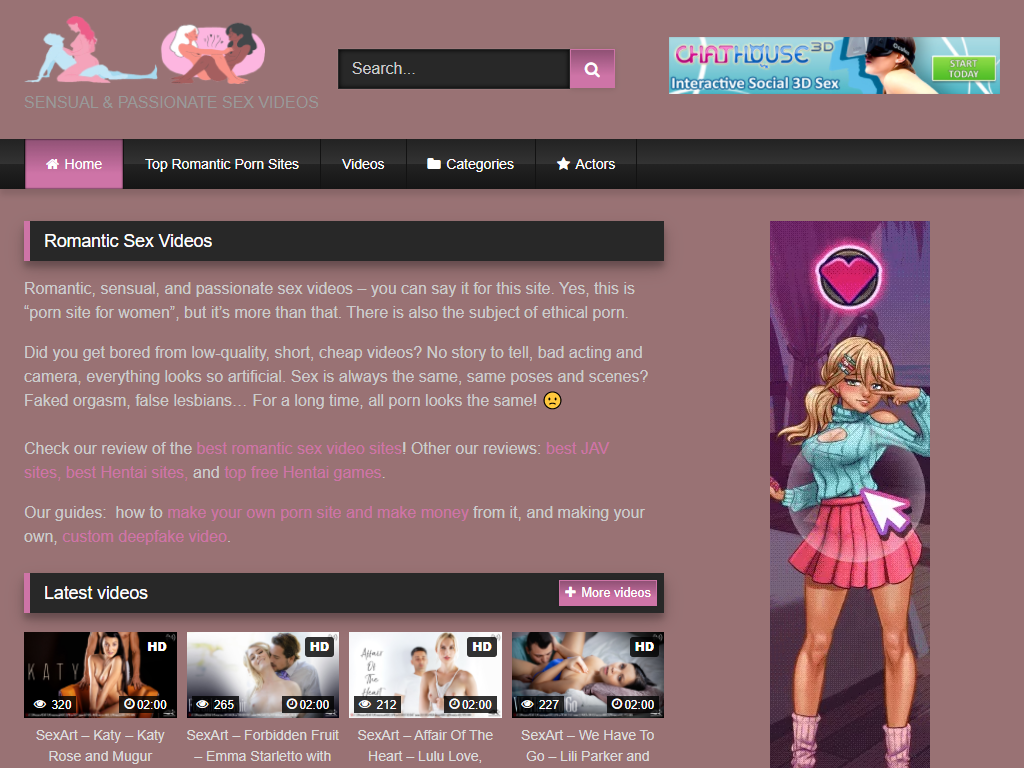 SENSUAL & PASSIONATE SEX VIDEOS
Search...
CHATHOUSE 3D
Interactive Social 3D Sex
Oculus
START
TODAY
Home
Top Romantic Porn Sites
Videos
Categories
Actors
Romantic Sex Videos
Romantic, sensual, and passionate sex videos – you can say it for this site. Yes, this is
“porn site for women”, but it’s more than that. There is also the subject of ethical porn.
Did you get bored from low-quality, short, cheap videos? No story to tell, bad acting and
camera, everything looks so artificial. Sex is always the same, same poses and scenes?
Faked orgasm, false lesbians… For a long time, all porn looks the same! 🙁
Check our review of the best romantic sex video sites! Other our reviews: best JAV
sites, best Hentai sites, and top free Hentai games.
Our guides:  how to make your own porn site and make money from it, and making your
own, custom deepfake video.
Latest videos
More videos
KATY
HD
320
02:00
HD
265
02:00
Affair
Of
The
Heart
HD
212
02:00
Go
HD
227
02:00
SexArt – Katy – Katy
Rose and Mugur
SexArt – Forbidden Fruit
– Emma Starletto with
SexArt – Affair Of The
Heart – Lulu Love,
SexArt – We Have To
Go – Lili Parker and